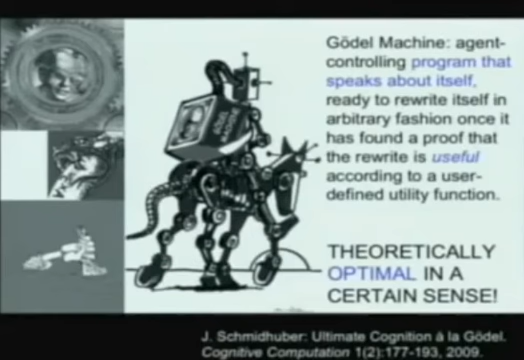 Gödel Machine: agent-
controlling program that
speaks about itself,
ready to rewrite itself in
arbitrary fashion once it
has found a proof that
the rewrite is useful
according to a user-
defined utility function.
THEORETICALLY
OPTIMAL IN A
CERTAIN SENSE!
J. Schmidhuber: Ultimate Cognition à la Gödel.
Cognitive Computation 1(2):177-193, 2009.